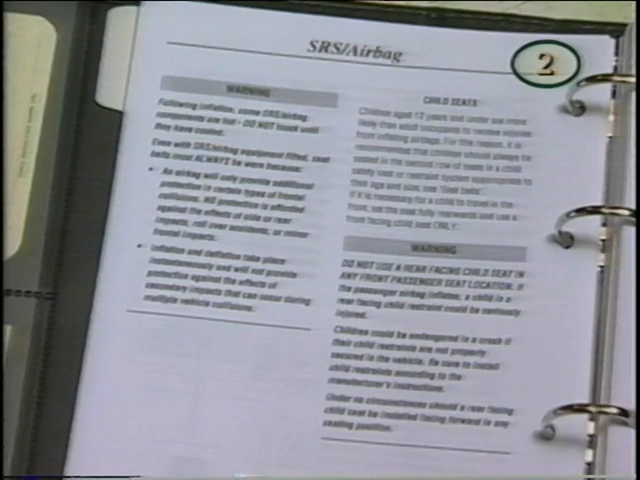 SRS/Airbag
2
WARNING
Following inflation, some SRS/airbag
components are hot - DO NOT touch until
they have cooled.
Even with SRS/airbag equipment fitted, seat
belts must ALWAYS be worn because:
• An airbag will only provide additional
protection in certain types of frontal
collisions. NO protection is offered
against the effects of side or rear
impacts, roll over accidents, or minor
frontal impacts.
• Inflation and deflation take place
instantaneously and will not provide
protection against the effects of
secondary impacts that can occur during
multiple vehicle collisions.
CHILD SEATS
Children aged 12 years and under are more
likely than adult occupants to receive injuries
from inflating airbags. For this reason, it is
recommended that children should always be
seated in the second row of seats in a child
safety seat or restraint system appropriate to
their age and size, see 'Seat belts'.
If it is necessary for a child to travel in the
front, set the seat fully rearwards and use a
front facing child seat ONLY.
WARNING
DO NOT USE A REAR FACING CHILD SEAT IN
ANY FRONT PASSENGER SEAT LOCATION. If
the passenger airbag inflates, a child in a
rear facing child restraint could be seriously
injured.
Children could be endangered in a crash if
their child restraints are not properly
secured in the vehicle. Be sure to install
child restraints according to the
manufacturer's instructions.
Under no circumstances should a rear facing
child seat be installed facing forward in any
seating position.